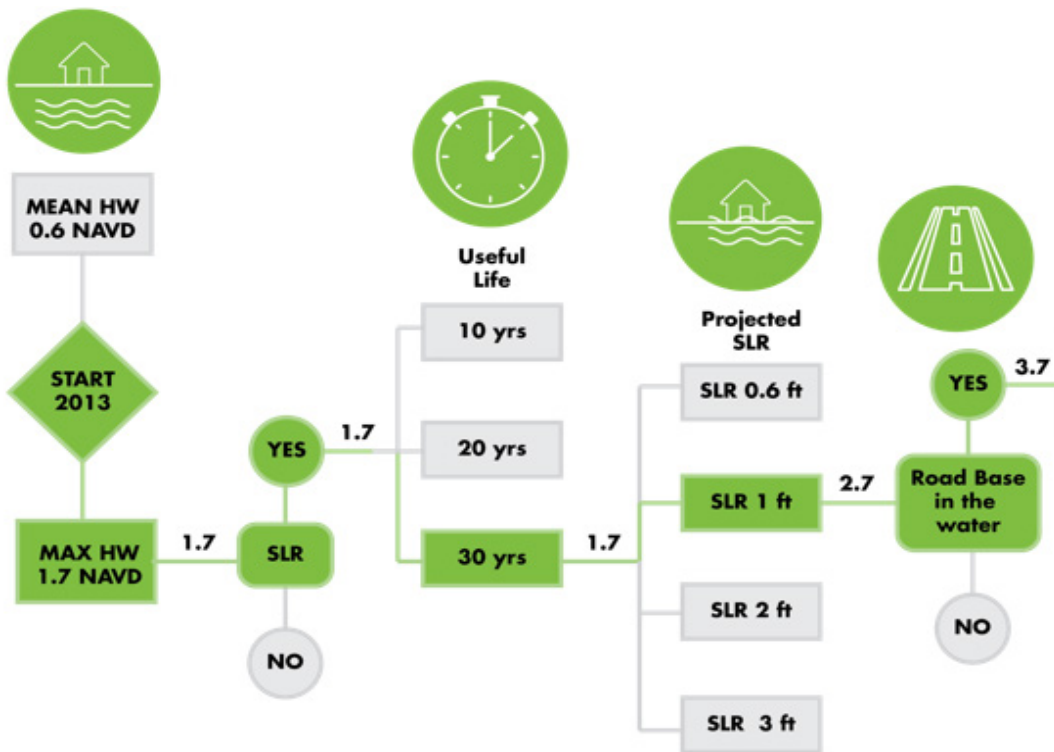 MEAN HW
0.6 NAVD
START
2013
MAX HW
1.7 NAVD
1.7
SLR
YES
NO
1.7
Useful
Life
10 yrs
20 yrs
30 yrs
1.7
Projected
SLR
SLR 0.6 ft
SLR 1 ft
SLR 2 ft
SLR 3 ft
2.7
YES
3.7
Road Base
in the
water
NO